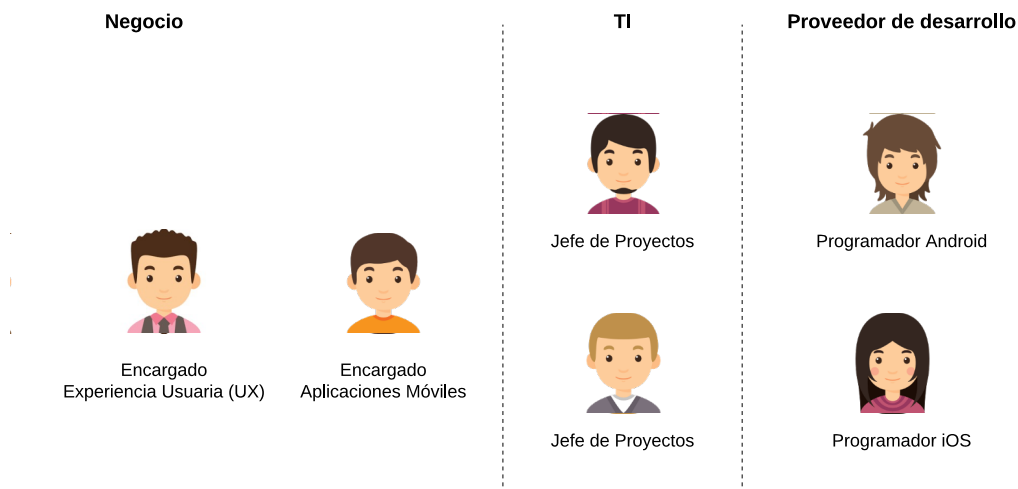 Negocio
TI
Proveedor de desarrollo
Jefe de Proyectos
Programador Android
Encargado
Experiencia Usuaria (UX)
Encargado
Aplicaciones Móviles
Jefe de Proyectos
Programador iOS